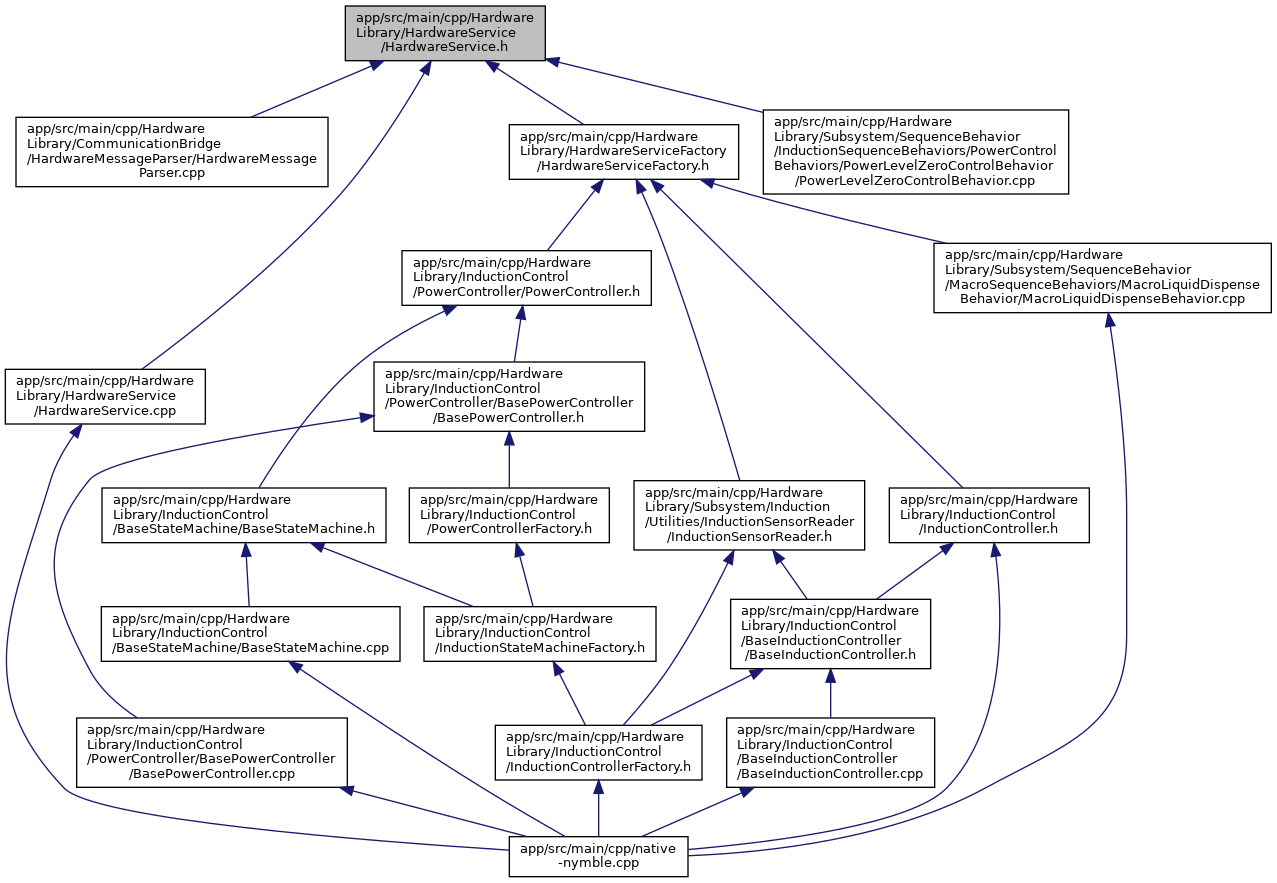 app/src/main/cpp/Hardware
Library/HardwareService
/HardwareService.h
app/src/main/cpp/Hardware
Library/CommunicationBridge
/HardwareMessageParser/HardwareMessage
Parser.cpp
app/src/main/cpp/Hardware
Library/HardwareServiceFactory
/HardwareServiceFactory.h
app/src/main/cpp/Hardware
Library/Subsystem/SequenceBehavior
/InductionSequenceBehaviors/PowerControl
Behaviors/PowerLevelZeroControlBehavior
/PowerLevelZeroControlBehavior.cpp
app/src/main/cpp/Hardware
Library/InductionControl
/PowerController/PowerController.h
app/src/main/cpp/Hardware
Library/Subsystem/SequenceBehavior
/MacroSequenceBehaviors/MacroLiquidDispense
Behavior/MacroLiquidDispenseBehavior.cpp
app/src/main/cpp/Hardware
Library/HardwareService
/HardwareService.cpp
app/src/main/cpp/Hardware
Library/InductionControl
/PowerController/BasePowerController
/BasePowerController.h
app/src/main/cpp/Hardware
Library/InductionControl
/BaseStateMachine/BaseStateMachine.h
app/src/main/cpp/Hardware
Library/InductionControl
/PowerControllerFactory.h
app/src/main/cpp/Hardware
Library/Subsystem/Induction
/Utilities/InductionSensorReader
/InductionSensorReader.h
app/src/main/cpp/Hardware
Library/InductionControl
/InductionController.h
app/src/main/cpp/Hardware
Library/InductionControl
/BaseStateMachine/BaseStateMachine.cpp
app/src/main/cpp/Hardware
Library/InductionControl
/InductionStateMachineFactory.h
app/src/main/cpp/Hardware
Library/InductionControl
/BaseInductionController
/BaseInductionController.h
app/src/main/cpp/Hardware
Library/InductionControl
/PowerController/BasePowerController
/BasePowerController.cpp
app/src/main/cpp/Hardware
Library/InductionControl
/InductionControllerFactory.h
app/src/main/cpp/Hardware
Library/InductionControl
/BaseInductionController
/BaseInductionController.cpp
app/src/main/cpp/native
-nymble.cpp